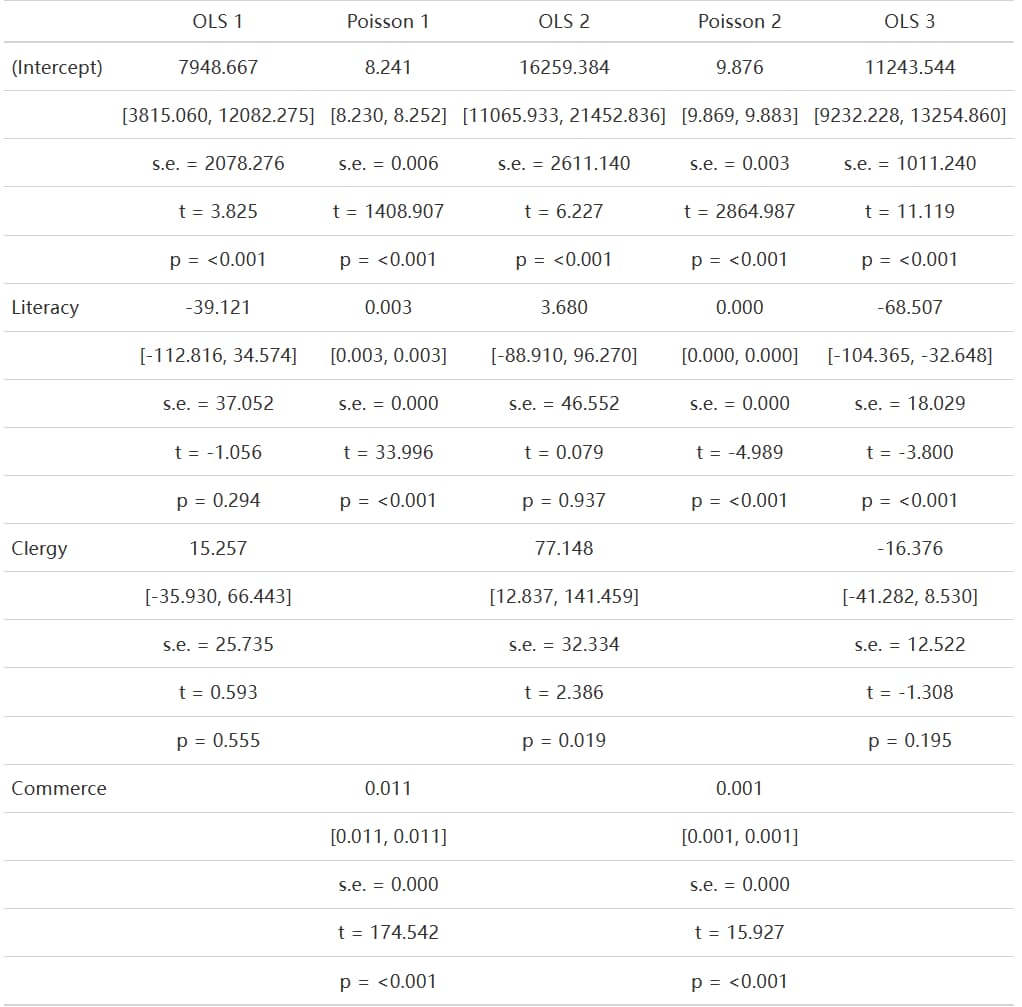 OLS 1 Poisson 1 OLS 2 Poisson 2 OLS 3
(Intercept) 7948.667 8.241 16259.384 9.876 11243.544
[3815.060, 12082.275] [8.230, 8.252] [11065.933, 21452.836] [9.869, 9.883] [9232.228, 13254.860]
s.e. = 2078.276 s.e. = 0.006 s.e. = 2611.140 s.e. = 0.003 s.e. = 1011.240
t = 3.825 t = 1408.907 t = 6.227 t = 2864.987 t = 11.119
p = <0.001 p = <0.001 p = <0.001 p = <0.001 p = <0.001
Literacy -39.121 0.003 3.680 0.000 -68.507
[-112.816, 34.574] [0.003, 0.003] [-88.910, 96.270] [0.000, 0.000] [-104.365, -32.648]
s.e. = 37.052 s.e. = 0.000 s.e. = 46.552 s.e. = 0.000 s.e. = 18.029
t = -1.056 t = 33.996 t = 0.079 t = -4.989 t = -3.800
p = 0.294 p = <0.001 p = 0.937 p = <0.001 p = <0.001
Clergy 15.257 77.148 -16.376
[-35.930, 66.443] [12.837, 141.459] [-41.282, 8.530]
s.e. = 25.735 s.e. = 32.334 s.e. = 12.522
t = 0.593 t = 2.386 t = -1.308
p = 0.555 p = 0.019 p = 0.195
Commerce 0.011 0.001
[0.011, 0.011] [0.001, 0.001]
s.e. = 0.000 s.e. = 0.000
t = 174.542 t = 15.927
p = <0.001 p = <0.001